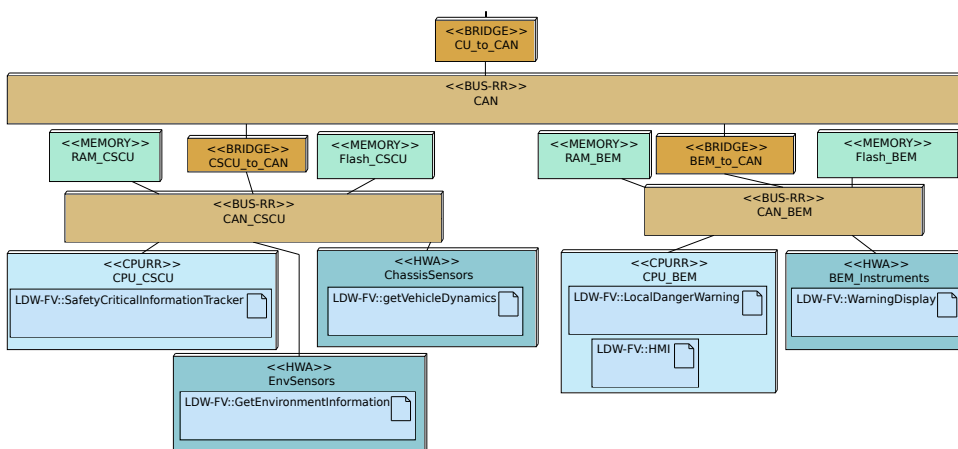 <<BRIDGE>>
CU_to_CAN
<<BUS-RR>>
CAN
<<MEMORY>>
RAM_CSCU
<<BRIDGE>>
CSCU_to_CAN
<<MEMORY>>
Flash_CSCU
<<MEMORY>>
RAM_BEM
<<BRIDGE>>
BEM_to_CAN
<<MEMORY>>
Flash_BEM
<<BUS-RR>>
CAN_CSCU
<<BUS-RR>>
CAN_BEM
<<CPURR>>
CPU_CSCU
LDW-FV::SafetyCriticalInformationTracker
<<HWA>>
ChassisSensors
LDW-FV::getVehicleDynamics
<<CPURR>>
CPU_BEM
LDW-FV::LocalDangerWarning
LDW-FV::HMI
<<HWA>>
BEM_Instruments
LDW-FV::WarningDisplay
<<HWA>>
EnvSensors
LDW-FV::GetEnvironmentInformation